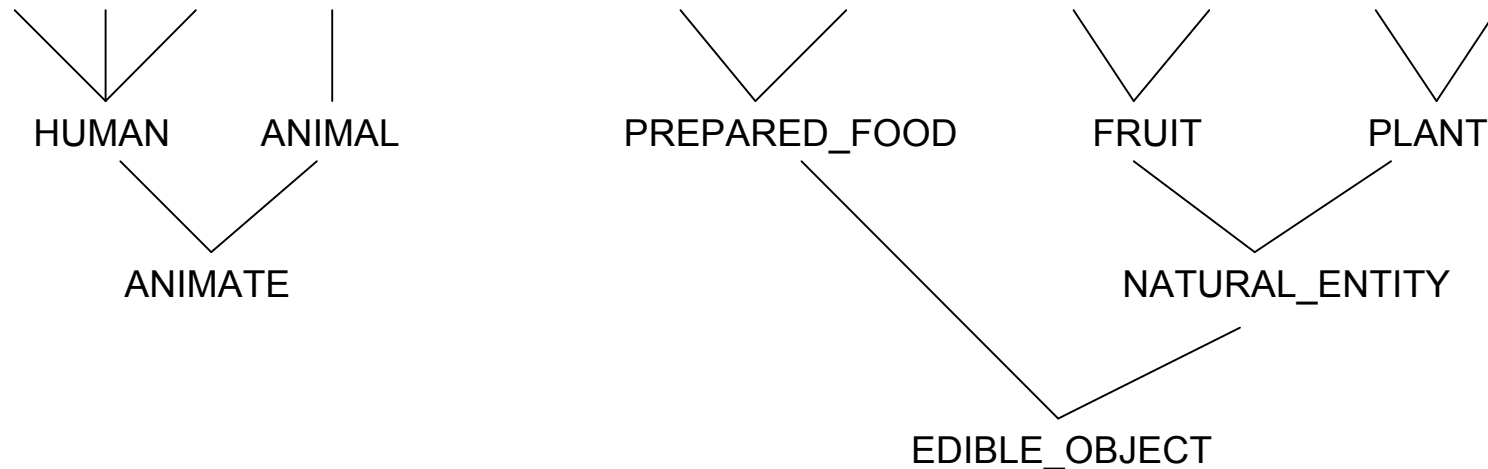 HUMAN ANIMAL PREPARED_FOOD FRUIT PLANT
ANIMATE NATURAL_ENTITY
EDIBLE_OBJECT